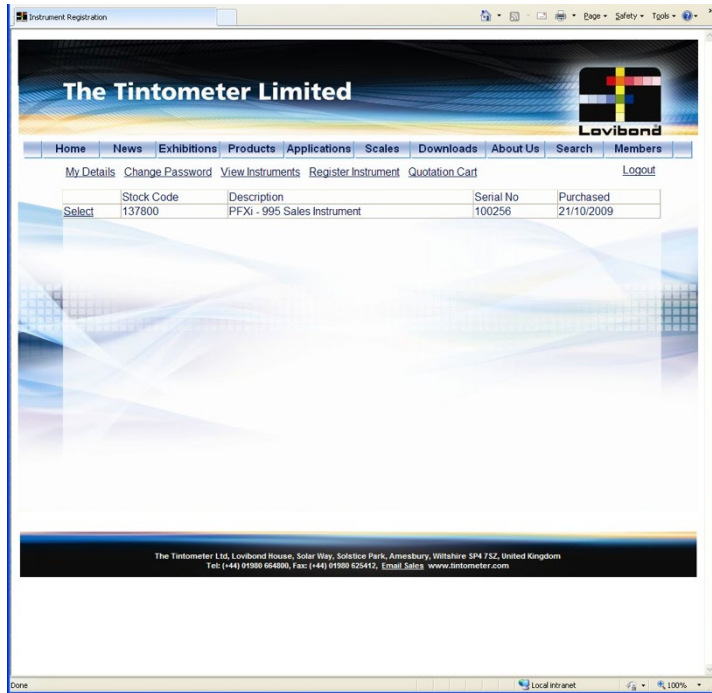 Instrument Registration
Page Safety Tools
The Tintometer Limited
Lovibond
Home News Exhibitions Products Applications Scales Downloads About Us Search Members
My Details Change Password View Instruments Register Instrument Quotation Cart Logout
Stock Code Description Serial No Purchased
Select 137800 PFXi - 995 Sales Instrument 100256 21/10/2009
The Tintometer Ltd, Lovibond House, Solar Way, Solstice Park, Amesbury, Wiltshire SP4 7SZ, United Kingdom
Tel: (+44) 01980 664800, Fax: (+44) 01980 625412, Email Sales www.tintometer.com
Done Local intranet 100%